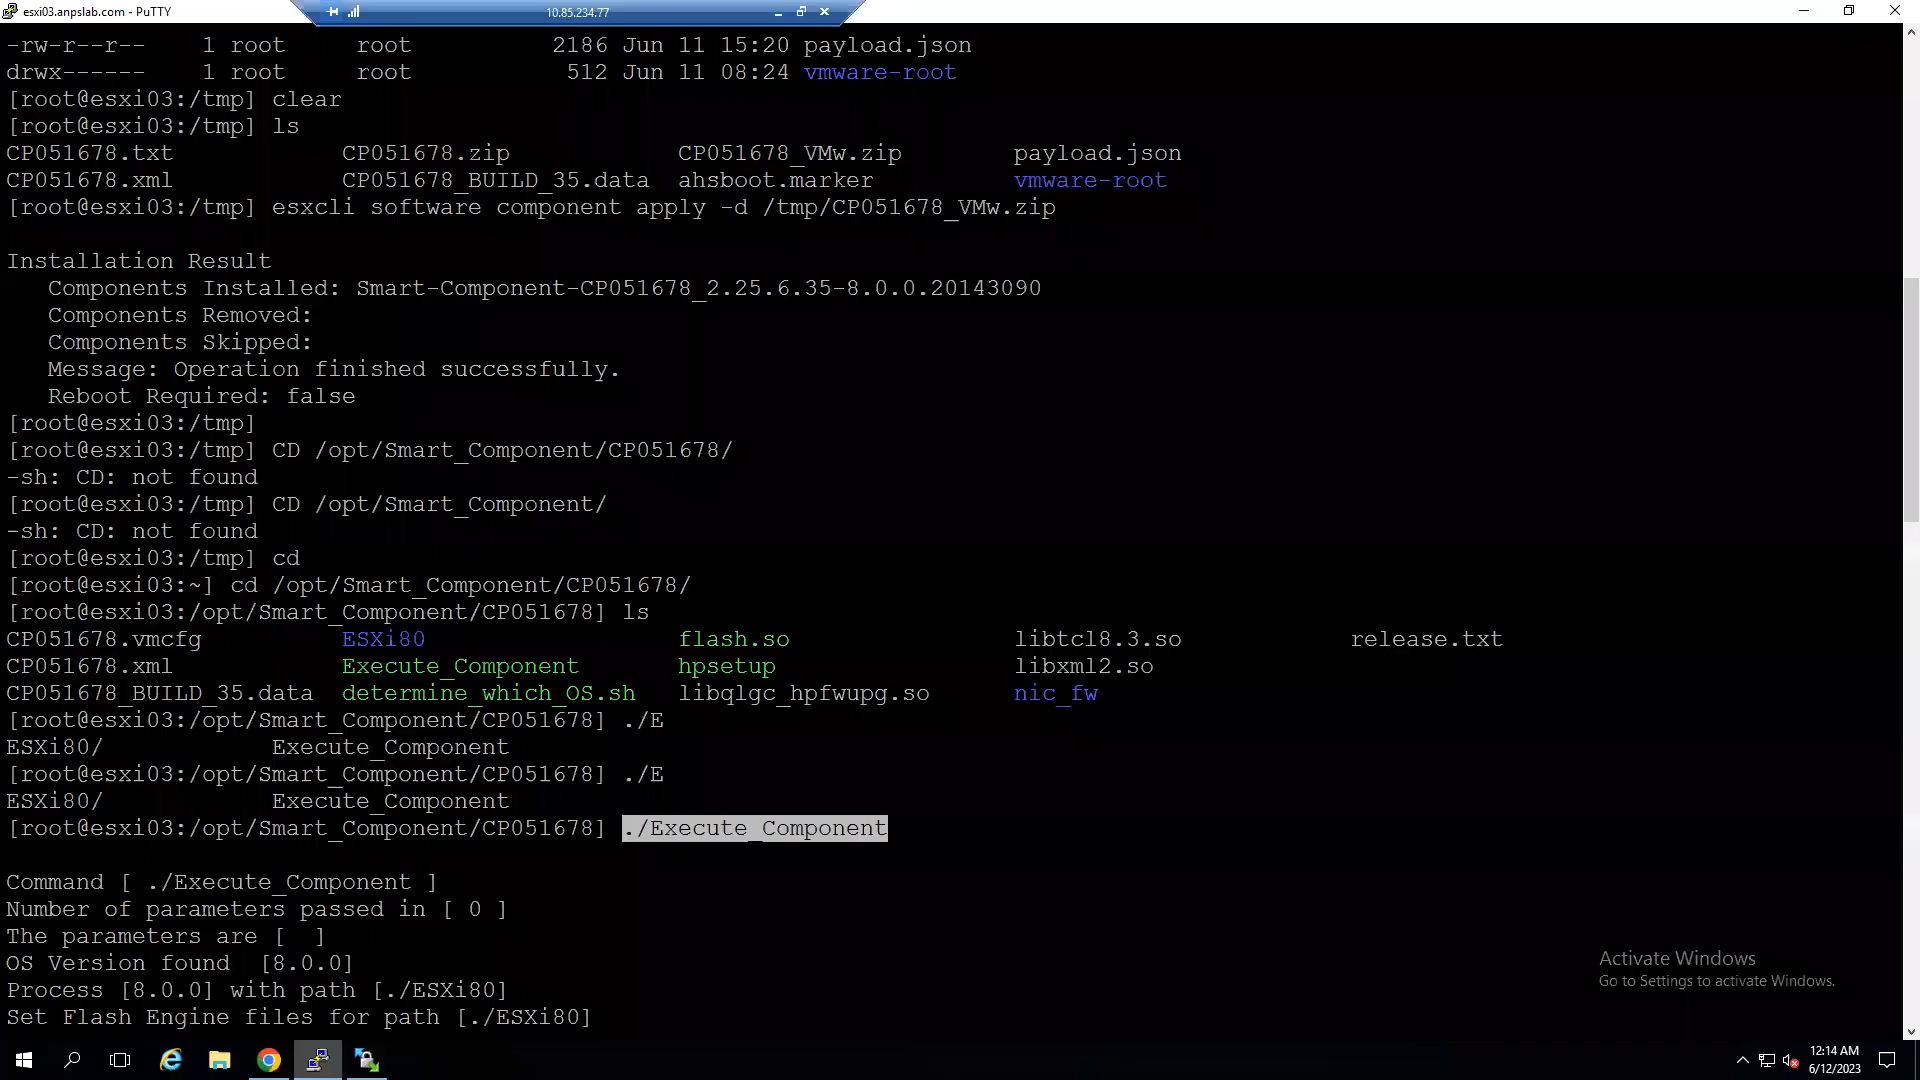 esxi03.anpslab.com - PuTTY
10.85.234.77
-rw-r--r-- 1 root root 2186 Jun 11 15:20 payload.json
drwx------ 1 root root 512 Jun 11 08:24 vmware-root
[root@esxi03:/tmp] clear
[root@esxi03:/tmp] ls
CP051678.txt CP051678.zip CP051678_VMw.zip payload.json
CP051678.xml CP051678_BUILD_35.data ahsboot.marker vmware-root
[root@esxi03:/tmp] esxcli software component apply -d /tmp/CP051678_VMw.zip
Installation Result
Components Installed: Smart-Component-CP051678_2.25.6.35-8.0.0.20143090
Components Removed:
Components Skipped:
Message: Operation finished successfully.
Reboot Required: false
[root@esxi03:/tmp]
[root@esxi03:/tmp] CD /opt/Smart_Component/CP051678/
-sh: CD: not found
[root@esxi03:/tmp] CD /opt/Smart_Component/
-sh: CD: not found
[root@esxi03:/tmp] cd
[root@esxi03:~] cd /opt/Smart_Component/CP051678/
[root@esxi03:/opt/Smart_Component/CP051678] ls
CP051678.vmcfg ESXi80 flash.so libtcl8.3.so release.txt
CP051678.xml Execute_Component hpsetup libxml2.so
CP051678_BUILD_35.data determine_which_OS.sh libqlgc_hpfwupg.so nic_fw
[root@esxi03:/opt/Smart_Component/CP051678] ./E
ESXi80/ Execute_Component
[root@esxi03:/opt/Smart_Component/CP051678] ./E
ESXi80/ Execute_Component
[root@esxi03:/opt/Smart_Component/CP051678] ./Execute_Component
Command [ ./Execute_Component ]
Number of parameters passed in [ 0 ]
The parameters are [  ]
OS Version found  [8.0.0]
Process [8.0.0] with path [./ESXi80]
Set Flash Engine files for path [./ESXi80]
Activate Windows
Go to Settings to activate Windows.
12:14 AM
6/12/2023